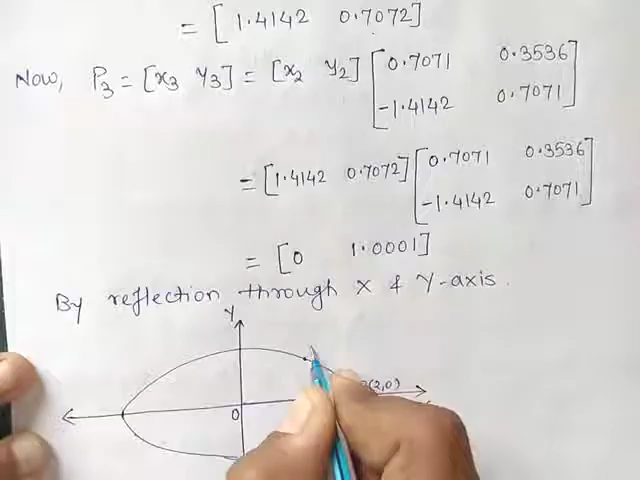 = [1.4142 0.7072]
Now, P3 = [x3 y3] = [x2 y2] [0.7071 0.3536
-1.4142 0.7071]
= [1.4142 0.7072] [0.7071 0.3536
-1.4142 0.7071]
= [0 1.0001]
By reflection through X & Y-axis.
Y
(2,0)
0